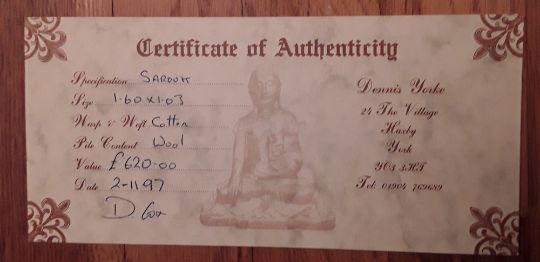 Certificate of Authenticity
Specification SAROUK
Size 1.60 x 1.03
Warp & Weft Cotton
Pile Content Wool
Value £620-00
Date 2-11 97
Dennis Yorke
24 The Village
Haxby
York
YO3 3HT
Tel: 01904 769689